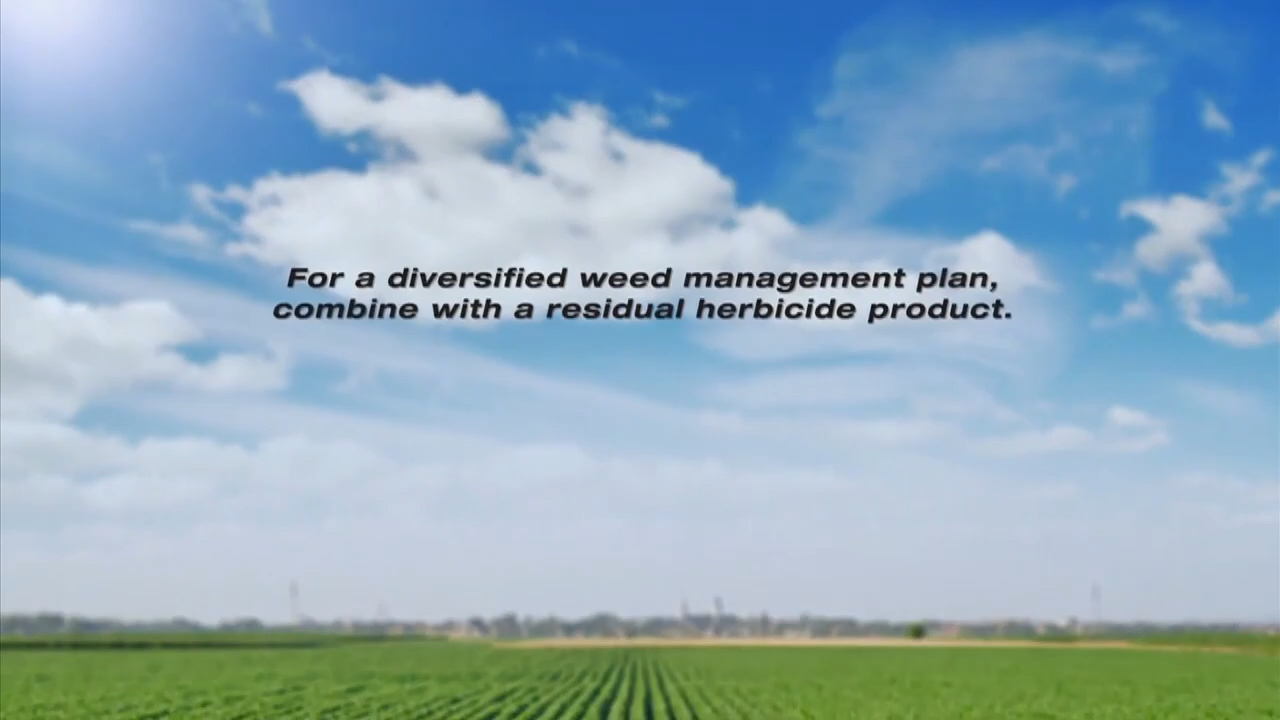 For a diversified weed management plan,
combine with a residual herbicide product.